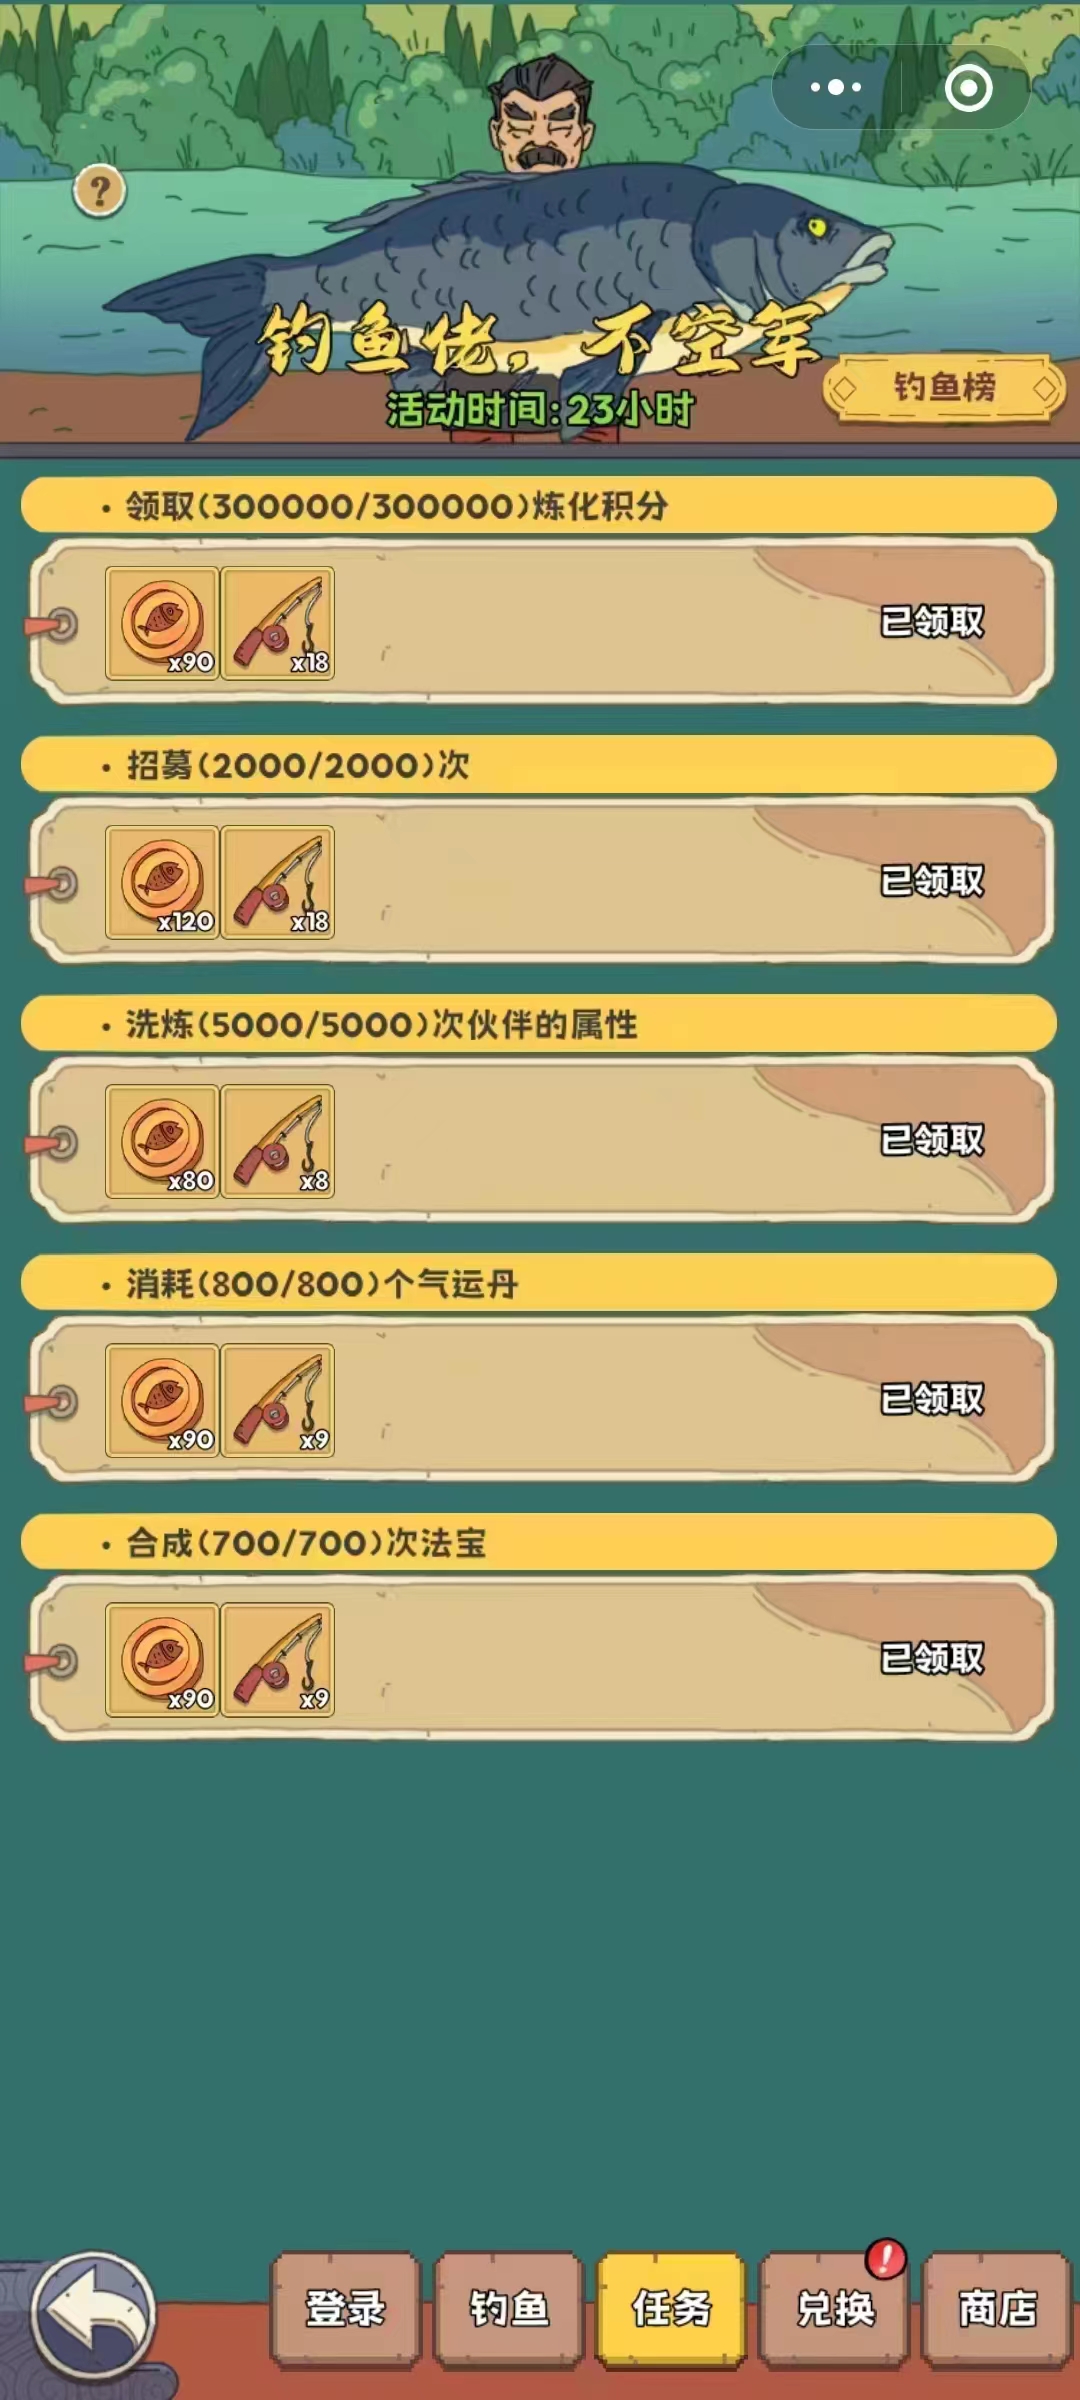 ?
钓鱼佬，不空军
钓鱼榜
活动时间:23小时
·领取(300000/300000)炼化积分
x90 x18
已领取
·招募(2000/2000)次
x120 x18
已领取
·洗炼(5000/5000)次伙伴的属性
x80 x8
已领取
·消耗(800/800)个气运丹
x90 x9
已领取
·合成(700/700)次法宝
x90 x9
已领取
!
登录 钓鱼 任务 兑换 商店